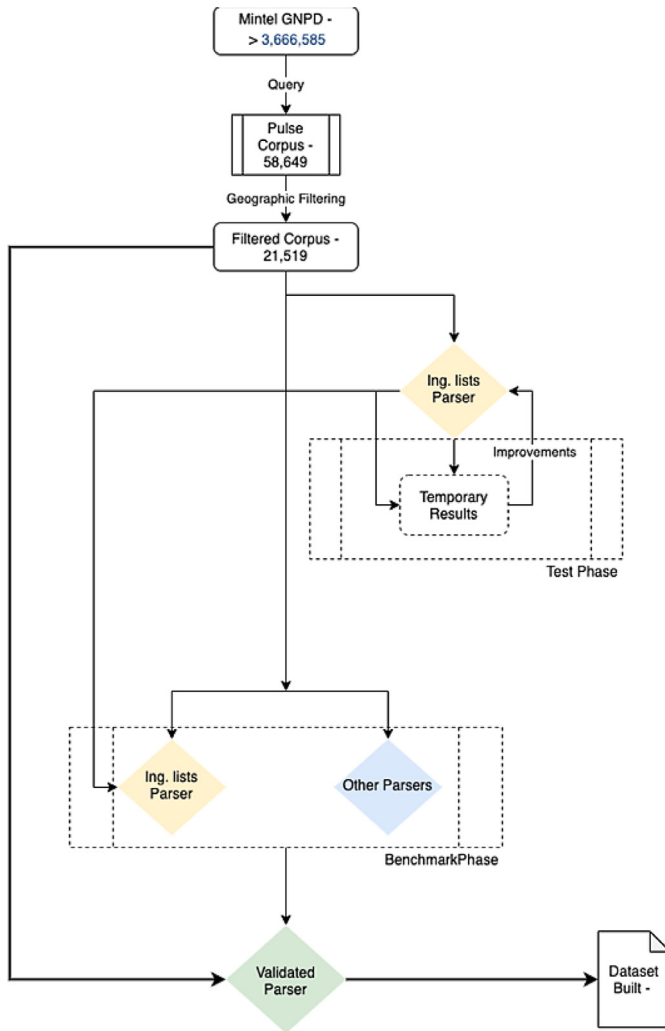 Mintel GNPD -
> 3,666,585
Query
Pulse
Corpus -
58,649
Geographic Filtering
Filtered Corpus -
21,519
Ing. lists
Parser
Improvements
Temporary
Results
Test Phase
Ing. lists
Parser
Other Parsers
BenchmarkPhase
Validated
Parser
Dataset
Built -